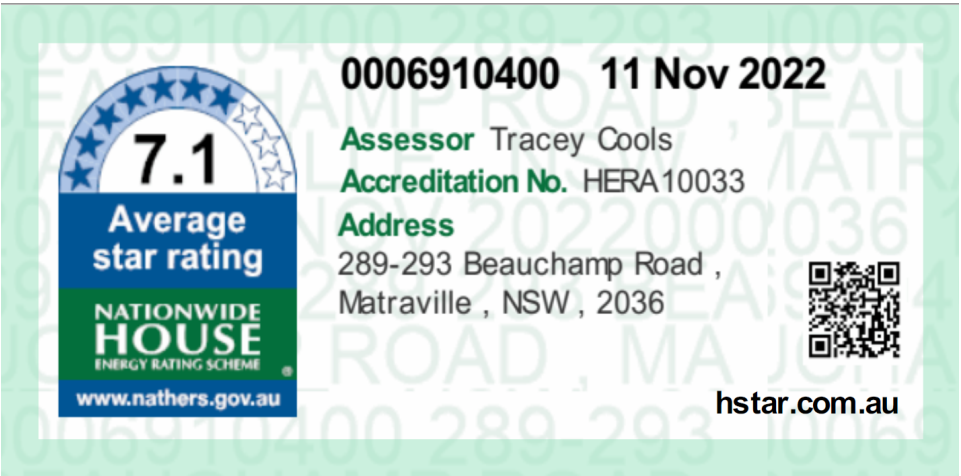 0006910400 11 Nov 2022
Assessor Tracey Cools
Accreditation No. HERA10033
Address
289-293 Beauchamp Road ,
Matraville , NSW , 2036
hstar.com.au
7.1
Average
star rating
NATIONWIDE
HOUSE
ENERGY RATING SCHEME ®
www.nathers.gov.au